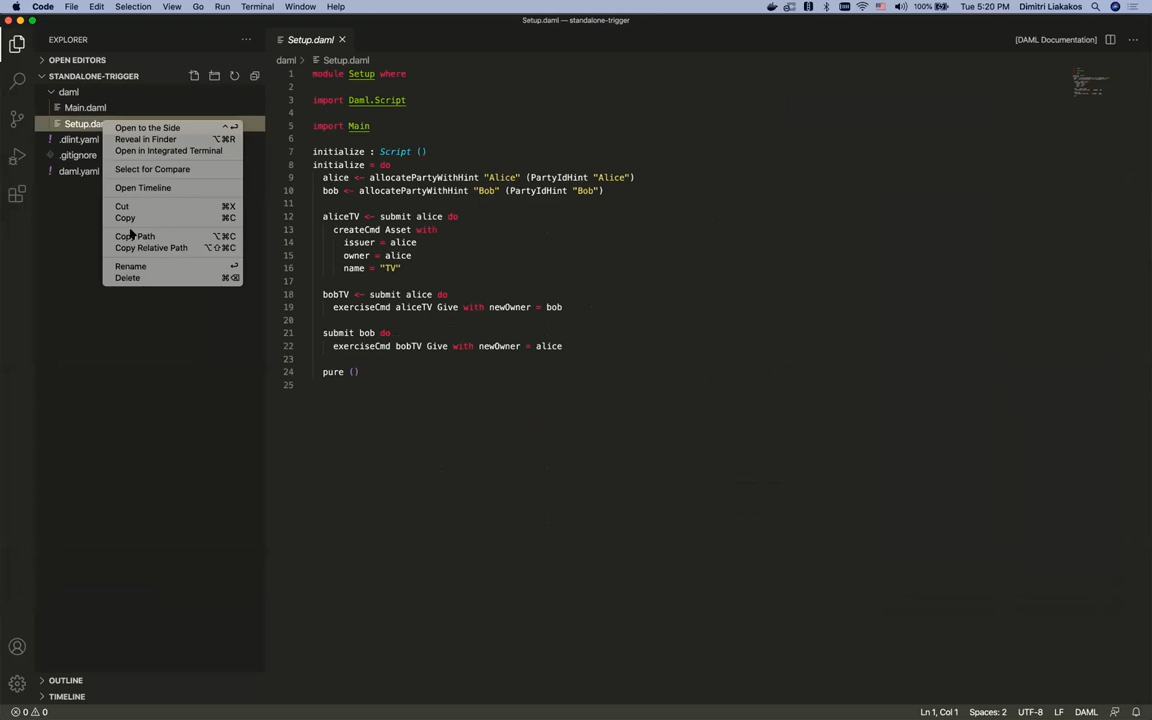 Code File Edit Selection View Go Run Terminal Window Help 100% Tue 5:20 PM Dimitri Liakakos
Setup.daml — standalone-trigger
EXPLORER
Setup.daml
[DAML Documentation]
OPEN EDITORS
daml Setup.daml
STANDALONE-TRIGGER
daml
Main.daml
Setup.da
.dlint.yaml
.gitignore
daml.yaml
Open to the Side ^↩
Reveal in Finder ⌥⌘R
Open in Integrated Terminal
Select for Compare
Open Timeline
Cut ⌘X
Copy ⌘C
Copy Path ⌥⌘C
Copy Relative Path ⌥⇧⌘C
Rename ↩
Delete ⌘⌫
1 module Setup where
2
3 import Daml.Script
4
5 import Main
6
7 initialize : Script ()
8 initialize = do
9 alice <- allocatePartyWithHint "Alice" (PartyIdHint "Alice")
10 bob <- allocatePartyWithHint "Bob" (PartyIdHint "Bob")
11
12 aliceTV <- submit alice do
13 createCmd Asset with
14 issuer = alice
15 owner = alice
16 name = "TV"
17
18 bobTV <- submit alice do
19 exerciseCmd aliceTV Give with newOwner = bob
20
21 submit bob do
22 exerciseCmd bobTV Give with newOwner = alice
23
24 pure ()
25
OUTLINE
TIMELINE
0 0 Ln 1, Col 1 Spaces: 2 UTF-8 LF DAML